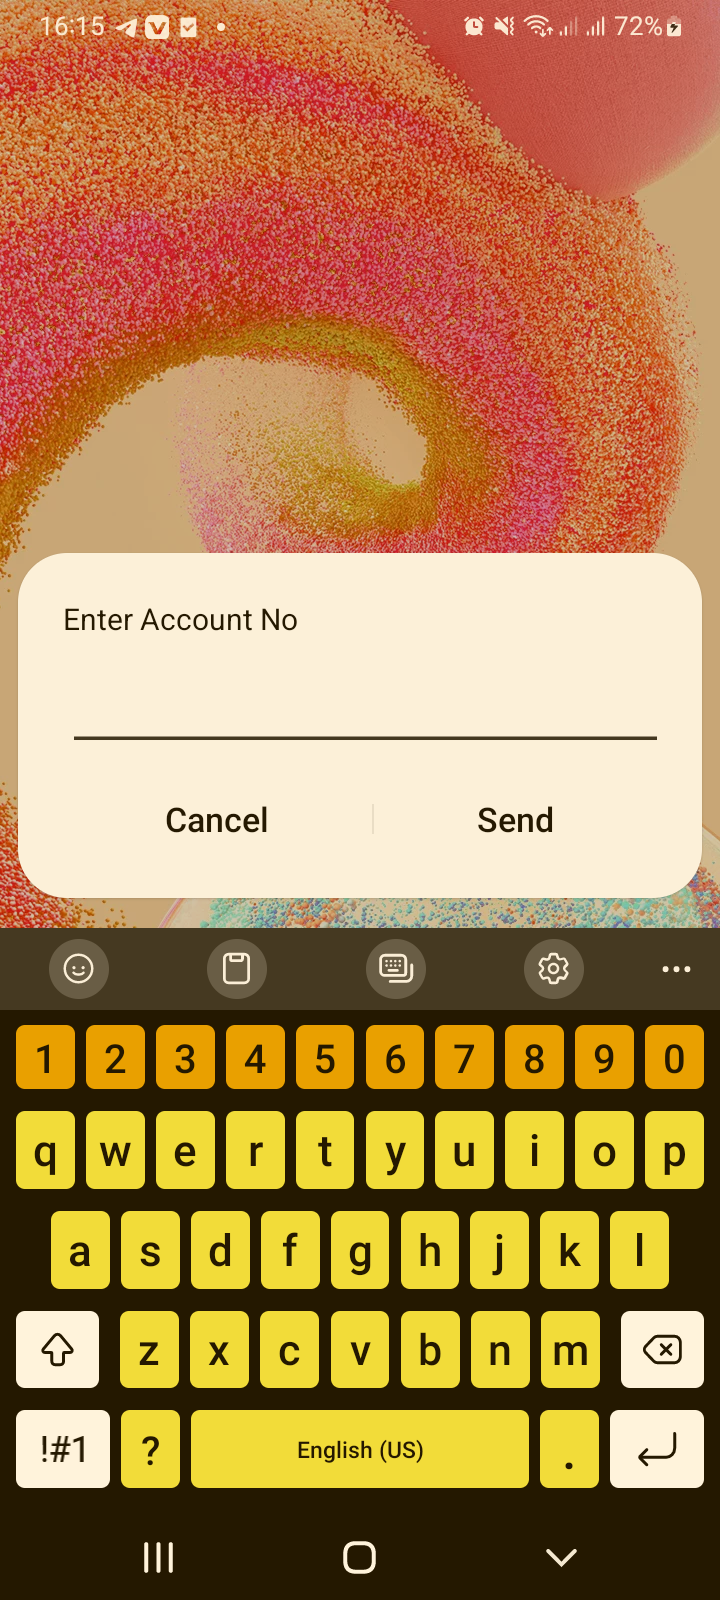 16:15 72%
Enter Account No
Cancel Send
1 2 3 4 5 6 7 8 9 0
q w e r t y u i o p
a s d f g h j k l
z x c v b n m
!#1 ? English (US) .